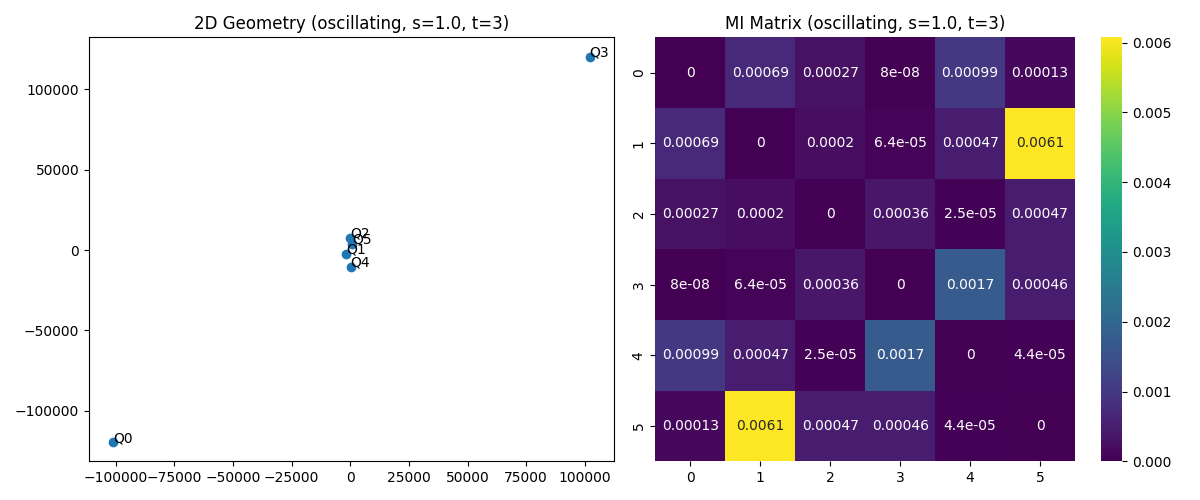 2D Geometry (oscillating, s=1.0, t=3)
100000
50000
0
−50000
−100000
Q3
Q2
Q5
Q1
Q4
Q0
−100000 −75000 −50000 −25000 0 25000 50000 75000 100000
MI Matrix (oscillating, s=1.0, t=3)
0 0 0.00069 0.00027 8e-08 0.00099 0.00013
1 0.00069 0 0.0002 6.4e-05 0.00047 0.0061
2 0.00027 0.0002 0 0.00036 2.5e-05 0.00047
3 8e-08 6.4e-05 0.00036 0 0.0017 0.00046
4 0.00099 0.00047 2.5e-05 0.0017 0 4.4e-05
5 0.00013 0.0061 0.00047 0.00046 4.4e-05 0
0 1 2 3 4 5
0.006
0.005
0.004
0.003
0.002
0.001
0.000